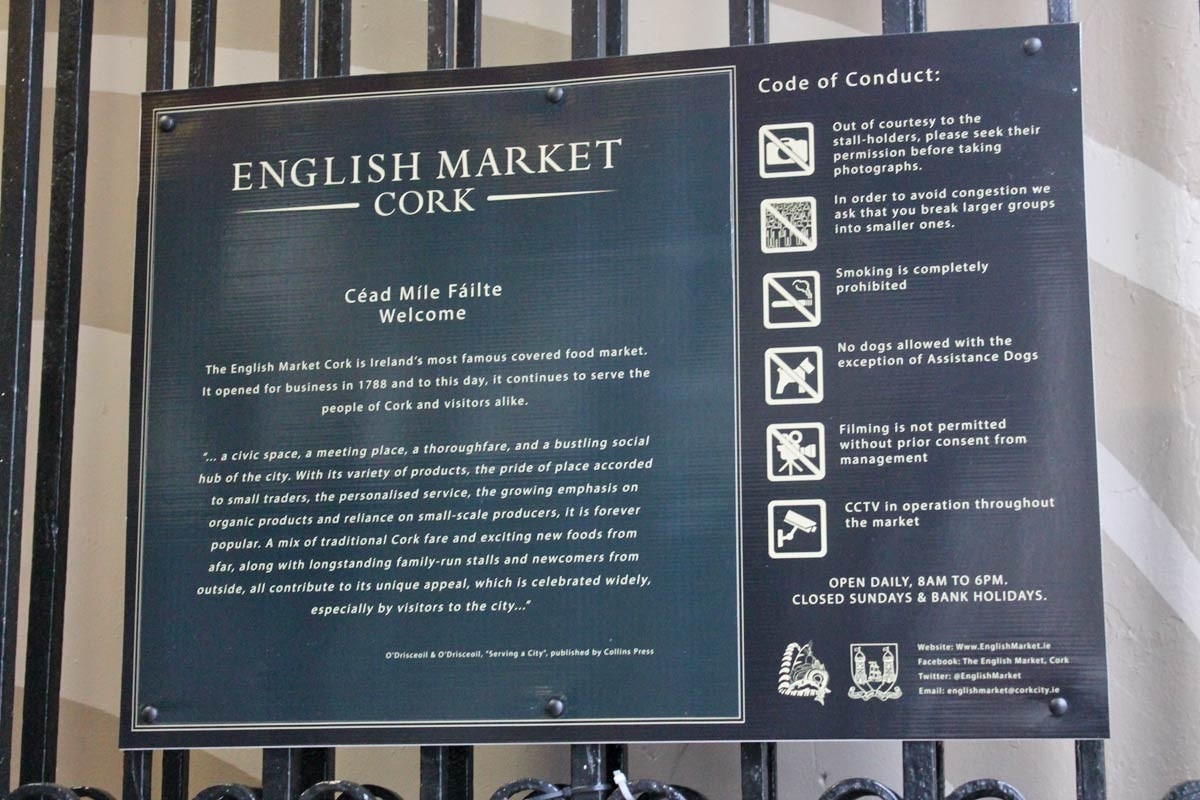 ENGLISH MARKET
CORK
Céad Míle Fáilte
Welcome
The English Market Cork is Ireland's most famous covered food market.
It opened for business in 1788 and to this day, it continues to serve the
people of Cork and visitors alike.
"... a civic space, a meeting place, a thoroughfare, and a bustling social
hub of the city. With its variety of products, the pride of place accorded
to small traders, the personalised service, the growing emphasis on
organic products and reliance on small-scale producers, it is forever
popular. A mix of traditional Cork fare and exciting new foods from
afar, along with longstanding family-run stalls and newcomers from
outside, all contribute to its unique appeal, which is celebrated widely,
especially by visitors to the city..."
O'Drisceoil & O'Drisceoil, "Serving a City", published by Collins Press
Code of Conduct:
Out of courtesy to the
stall-holders, please seek their
permission before taking
photographs.
In order to avoid congestion we
ask that you break larger groups
into smaller ones.
Smoking is completely
prohibited
No dogs allowed with the
exception of Assistance Dogs
Filming is not permitted
without prior consent from
management
CCTV in operation throughout
the market
OPEN DAILY, 8AM TO 6PM.
CLOSED SUNDAYS & BANK HOLIDAYS.
Website: Www.EnglishMarket.ie
Facebook: The English Market, Cork
Twitter: @EnglishMarket
Email: englishmarket@corkcity.ie